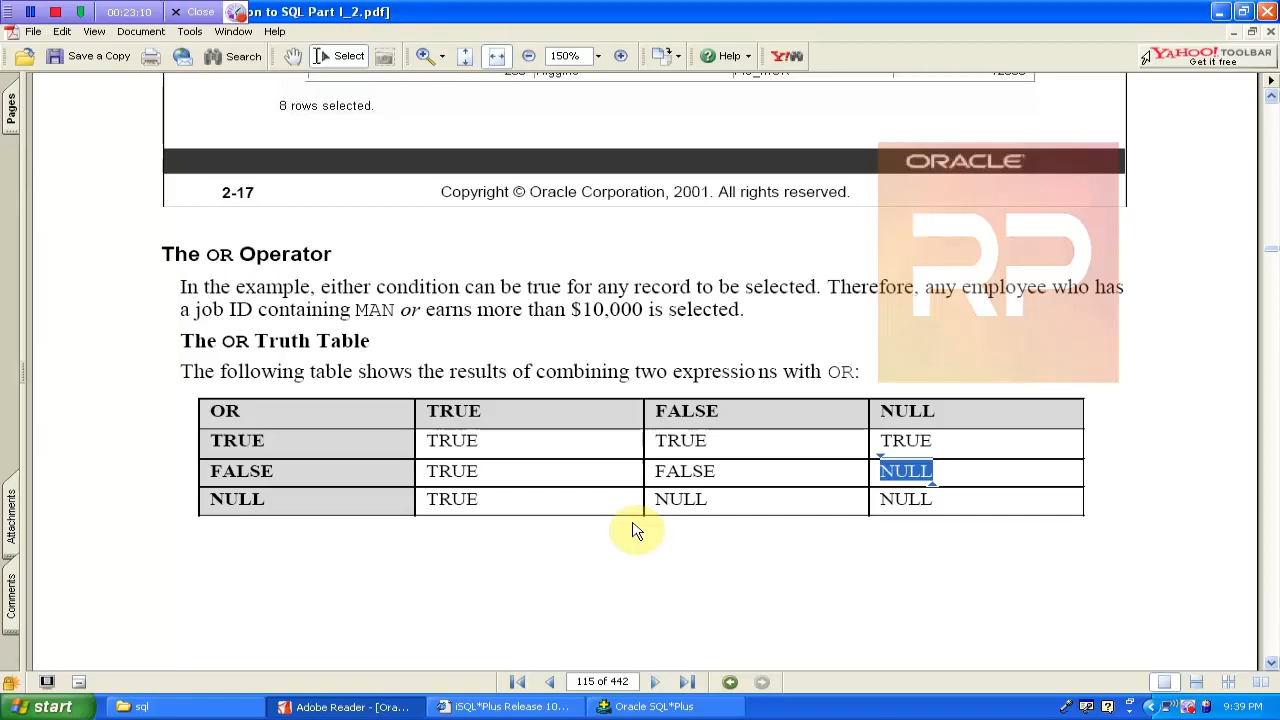 00:23:10 Close on to SQL Part I_2.pdf]
File Edit View Document Tools Window Help
Save a Copy Search Select 150% Help Y!
YAHOO! TOOLBAR
Get it free
Pages
Attachments
Comments
8 rows selected.
ORACLE
2-17 Copyright © Oracle Corporation, 2001. All rights reserved.
RP
The OR Operator
In the example, either condition can be true for any record to be selected. Therefore, any employee who has
a job ID containing MAN or earns more than $10,000 is selected.
The OR Truth Table
The following table shows the results of combining two expressions with OR:
OR TRUE FALSE NULL
TRUE TRUE TRUE TRUE
FALSE TRUE FALSE NULL
NULL TRUE NULL NULL
115 of 442
start sql Adobe Reader - [Ora... iSQL*Plus Release 10... Oracle SQL*Plus 9:39 PM